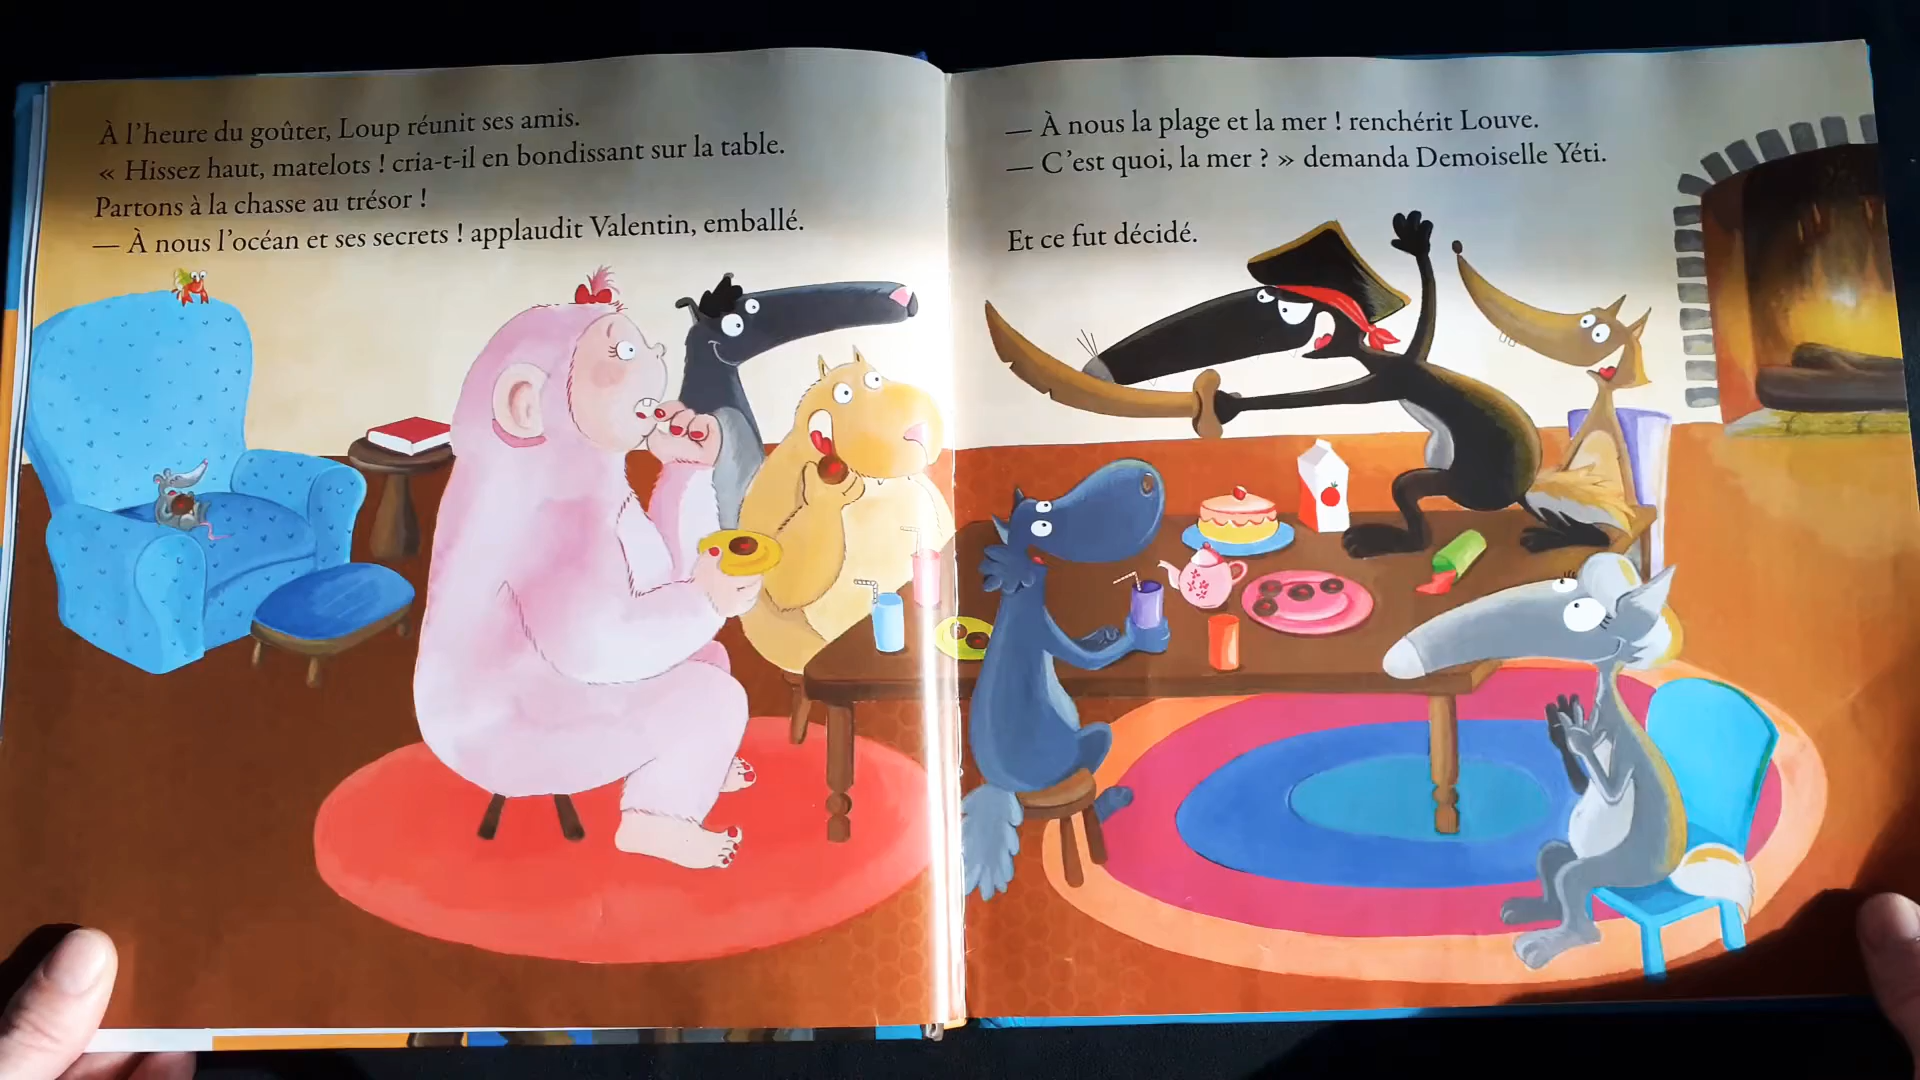 À l'heure du goûter, Loup réunit ses amis.
« Hissez haut, matelots ! cria-t-il en bondissant sur la table.
Partons à la chasse au trésor !
— À nous l'océan et ses secrets ! applaudit Valentin, emballé.
— À nous la plage et la mer ! renchérit Louve.
— C'est quoi, la mer ? » demanda Demoiselle Yéti.
Et ce fut décidé.